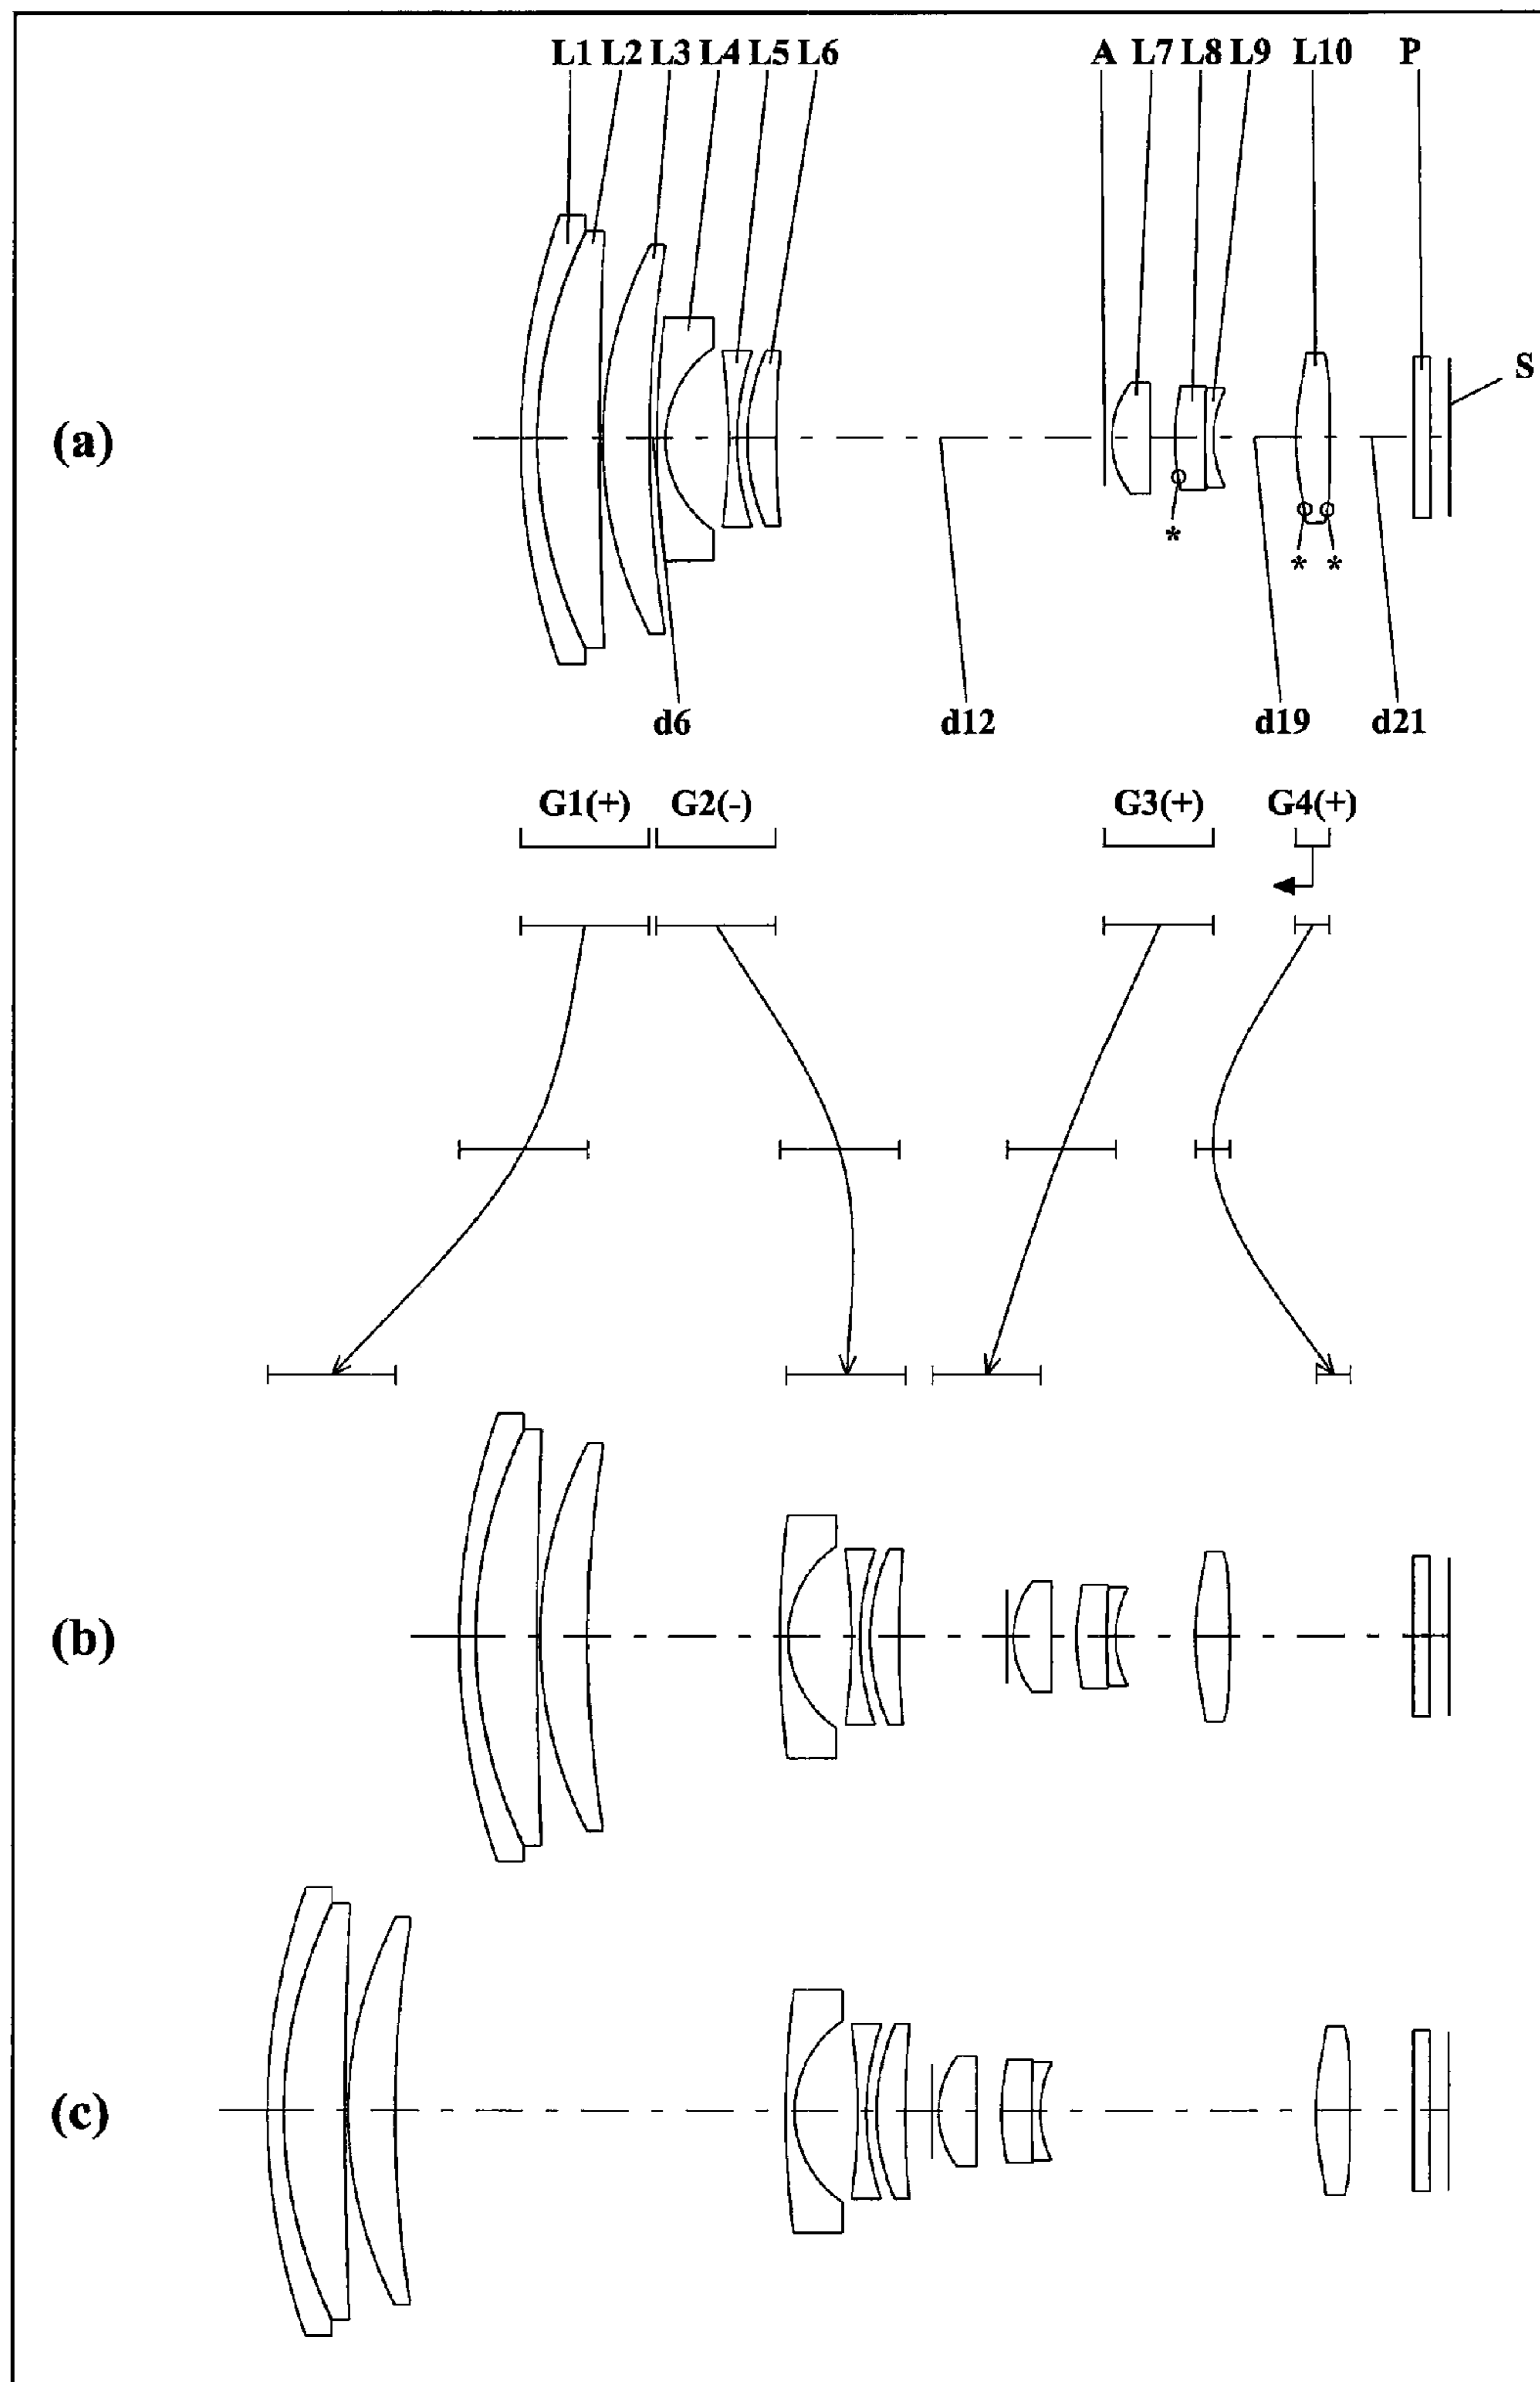 L1 L2 L3 L4 L5 L6 A L7 L8 L9 L10 P
S
(a)
*
* *
d6 d12 d19 d21
G1(+) G2(-) G3(+) G4(+)
(b)
(c)